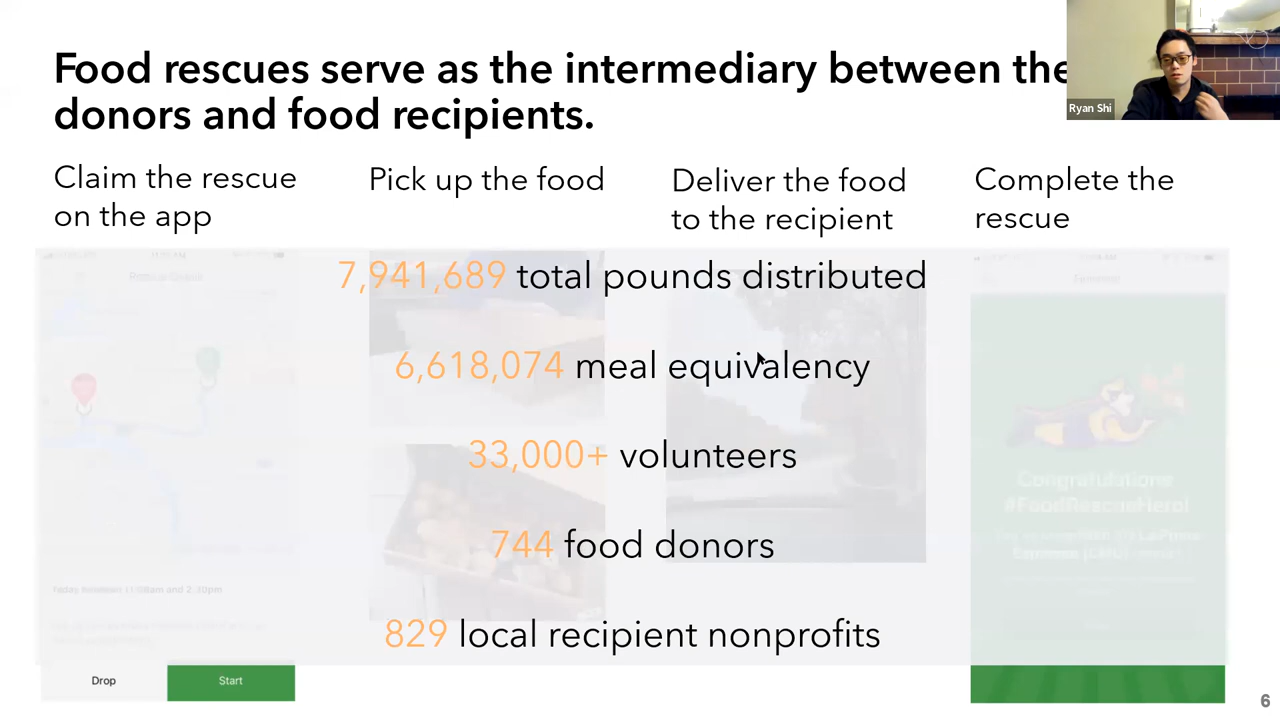 Food rescues serve as the intermediary between the
donors and food recipients.
Ryan Shi
Claim the rescue
on the app
Pick up the food
Deliver the food
to the recipient
Complete the
rescue
7,941,689 total pounds distributed
6,618,074 meal equivalency
33,000+ volunteers
744 food donors
829 local recipient nonprofits
Congratulations
#FoodRescueHero!
Drop
Start
6